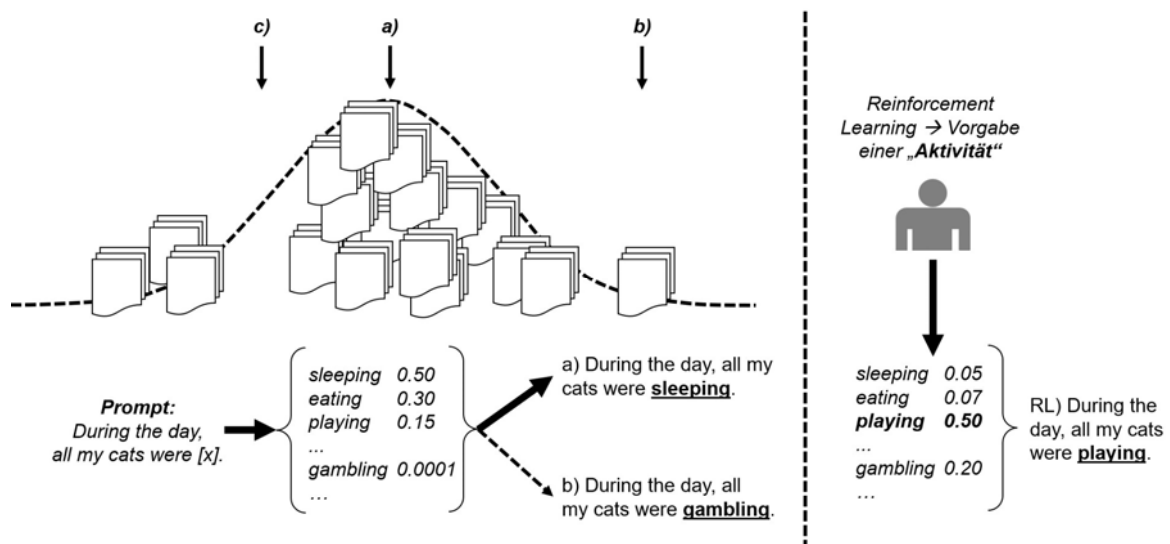 c)
a)
b)
Prompt:
During the day,
all my cats were [x].
sleeping 0.50
eating 0.30
playing 0.15
...
gambling 0.0001
...
a) During the day, all my
cats were sleeping.
b) During the day, all
my cats were gambling.
Reinforcement
Learning → Vorgabe
einer „Aktivität“
sleeping 0.05
eating 0.07
playing 0.50
...
gambling 0.20
...
RL) During the
day, all my cats
were playing.